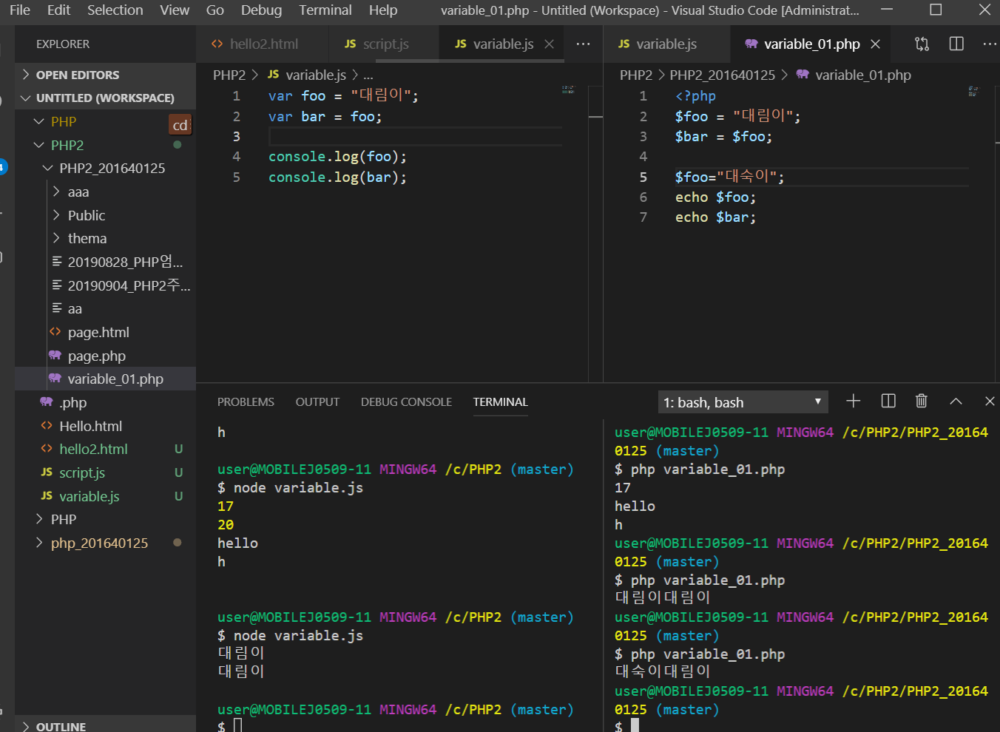 File Edit Selection View Go Debug Terminal Help variable_01.php - Untitled (Workspace) - Visual Studio Code [Administrat...
EXPLORER
OPEN EDITORS
UNTITLED (WORKSPACE)
PHP
cd
PHP2
PHP2_201640125
aaa
Public
thema
20190828_PHP엄...
20190904_PHP2주...
aa
page.html
page.php
variable_01.php
.php
Hello.html
hello2.html U
script.js U
variable.js U
PHP
php_201640125
OUTLINE
hello2.html JS script.js JS variable.js ...
PHP2 > JS variable.js > ...
1 var foo = "대림이";
2 var bar = foo;
3
4 console.log(foo);
5 console.log(bar);
JS variable.js variable_01.php ...
PHP2 > PHP2_201640125 > variable_01.php
1 <?php
2 $foo = "대림이";
3 $bar = $foo;
4
5 $foo="대숙이";
6 echo $foo;
7 echo $bar;
PROBLEMS OUTPUT DEBUG CONSOLE TERMINAL 1: bash, bash
h
user@MOBILEJ0509-11 MINGW64 /c/PHP2 (master)
$ node variable.js
17
20
hello
h
user@MOBILEJ0509-11 MINGW64 /c/PHP2 (master)
$ node variable.js
대림이
대림이
user@MOBILEJ0509-11 MINGW64 /c/PHP2 (master)
$
user@MOBILEJ0509-11 MINGW64 /c/PHP2/PHP2_20164
0125 (master)
$ php variable_01.php
17
hello
h
user@MOBILEJ0509-11 MINGW64 /c/PHP2/PHP2_20164
0125 (master)
$ php variable_01.php
대림이대림이
user@MOBILEJ0509-11 MINGW64 /c/PHP2/PHP2_20164
0125 (master)
$ php variable_01.php
대숙이대림이
user@MOBILEJ0509-11 MINGW64 /c/PHP2/PHP2_20164
0125 (master)
$